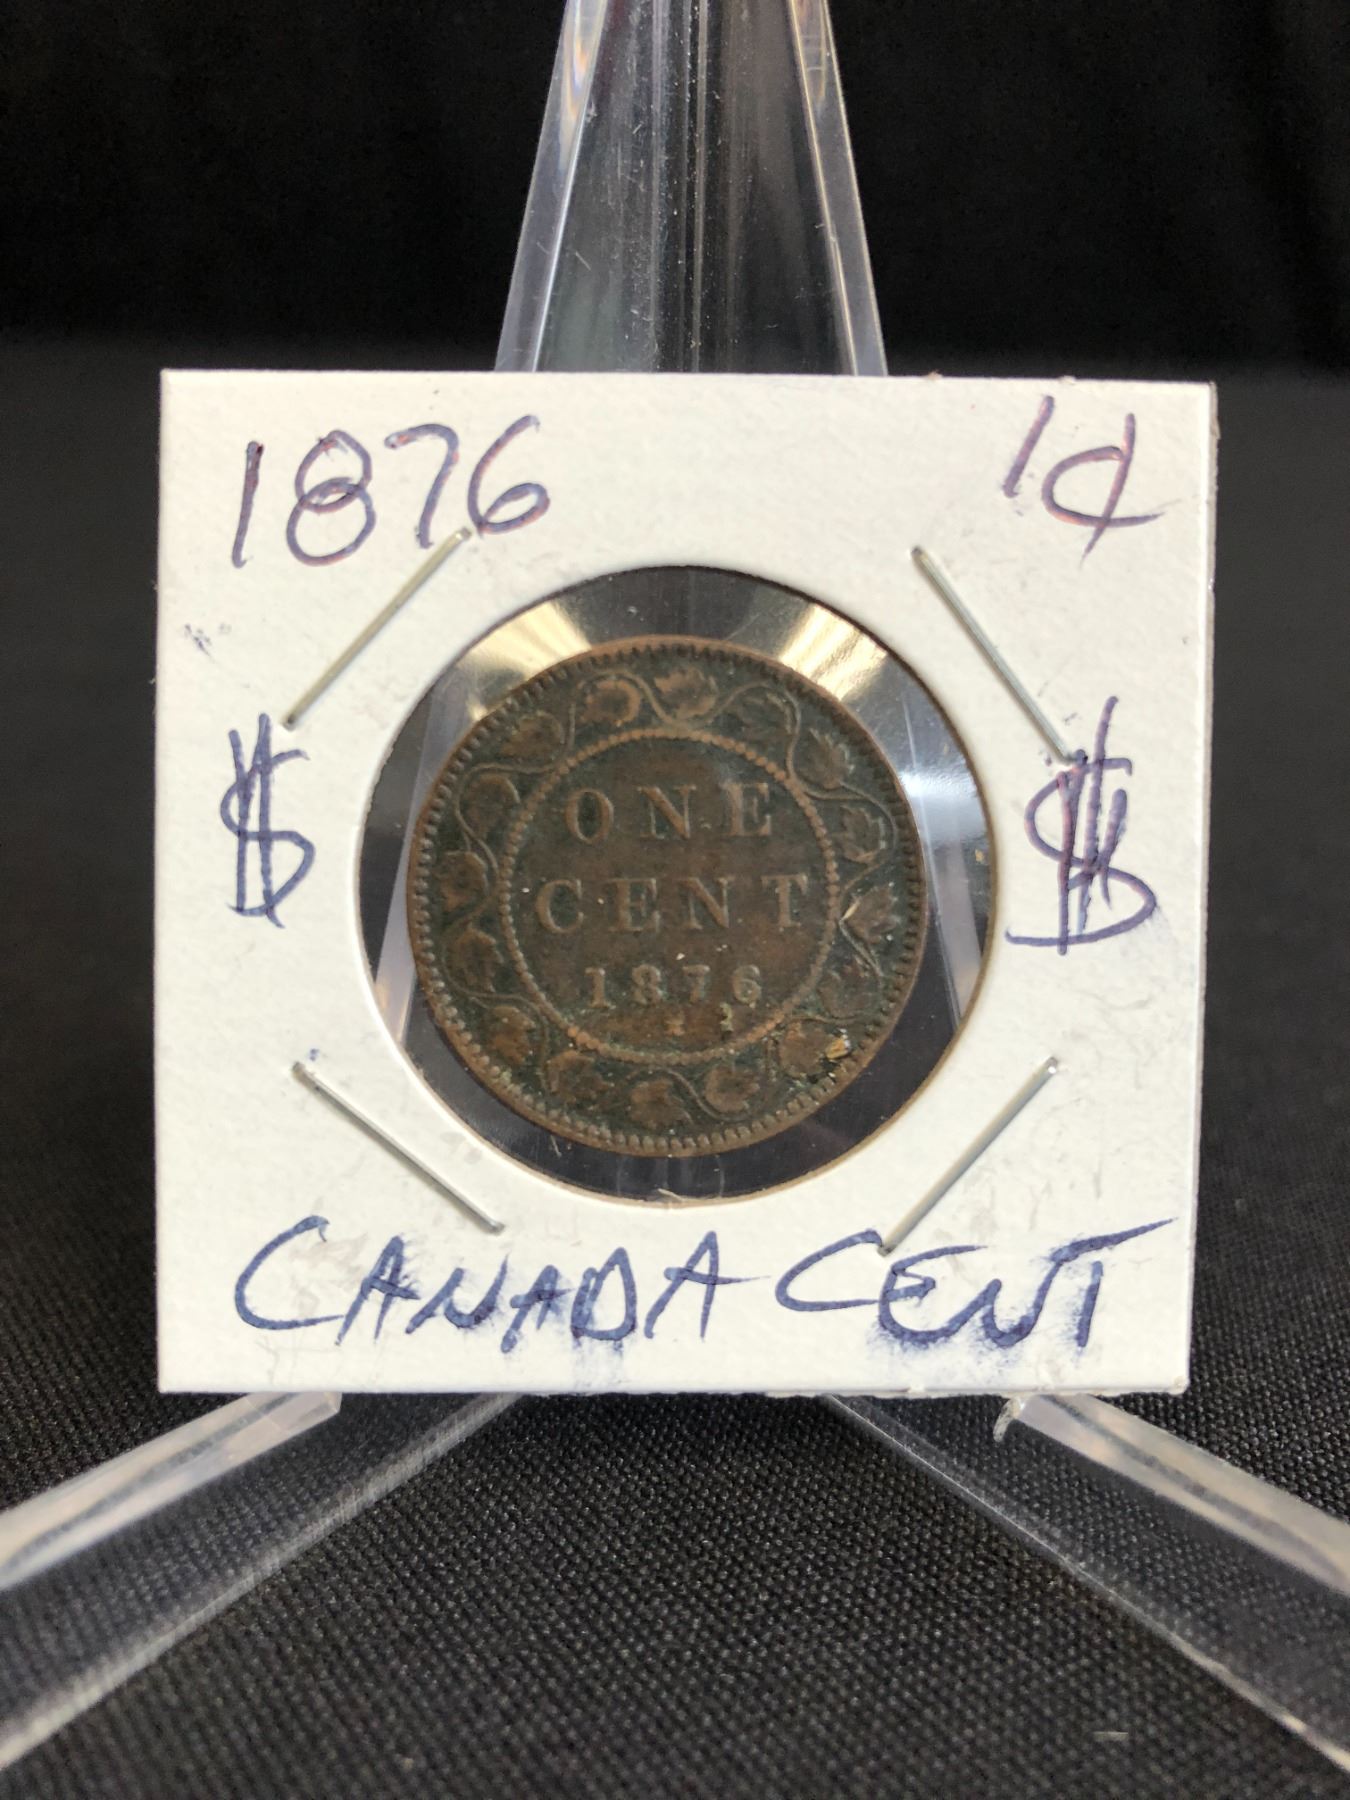 1876 1¢
$ $
ONE
CENT
1876
H
CANADA CENT